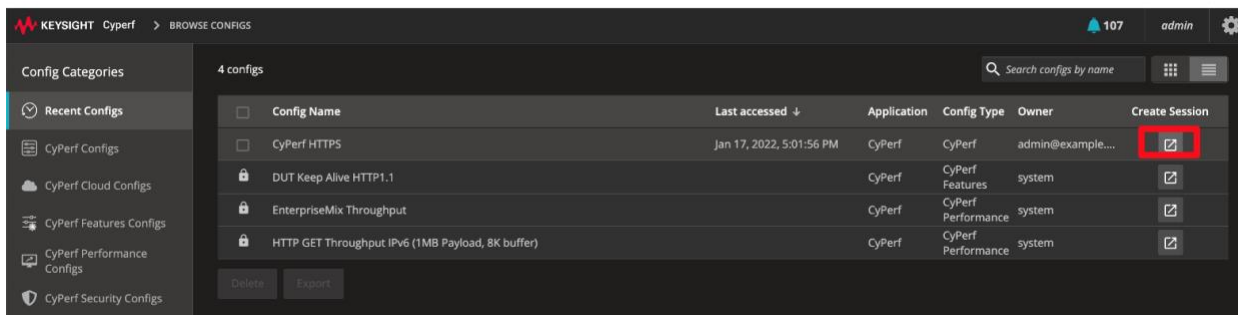 KEYSIGHT Cyperf > BROWSE CONFIGS 107 admin
Config Categories
Recent Configs
CyPerf Configs
CyPerf Cloud Configs
CyPerf Features Configs
CyPerf Performance
Configs
CyPerf Security Configs
4 configs
Search configs by name
Config Name Last accessed ↓ Application Config Type Owner Create Session
CyPerf HTTPS Jan 17, 2022, 5:01:56 PM CyPerf CyPerf admin@example....
DUT Keep Alive HTTP1.1 CyPerf CyPerf Features system
EnterpriseMix Throughput CyPerf CyPerf Performance system
HTTP GET Throughput IPv6 (1MB Payload, 8K buffer) CyPerf CyPerf Performance system
Delete Export